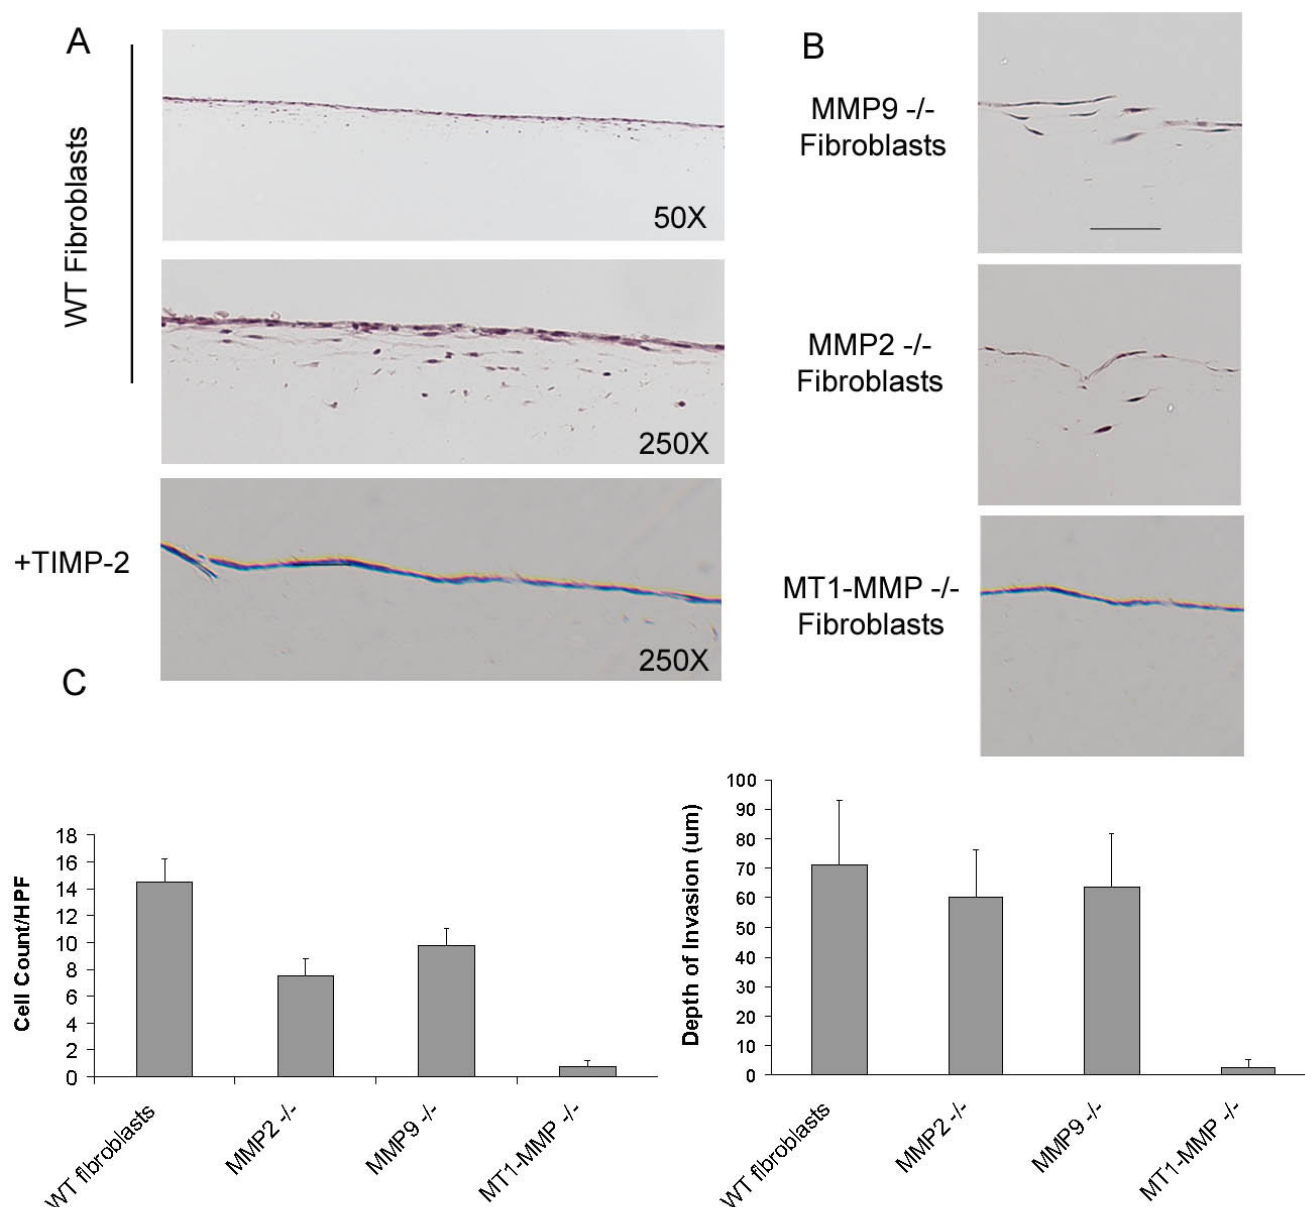 A
WT Fibroblasts
50X
250X
+TIMP-2
250X
B
MMP9 -/-
Fibroblasts
MMP2 -/-
Fibroblasts
MT1-MMP -/-
Fibroblasts
C
Cell Count/HPF
18
16
14
12
10
8
6
4
2
0
WT fibroblasts
MMP2 -/-
MMP9 -/-
MT1-MMP -/-
Depth of Invasion (um)
100
90
80
70
60
50
40
30
20
10
0
WT fibroblasts
MMP2 -/-
MMP9 -/-
MT1-MMP -/-